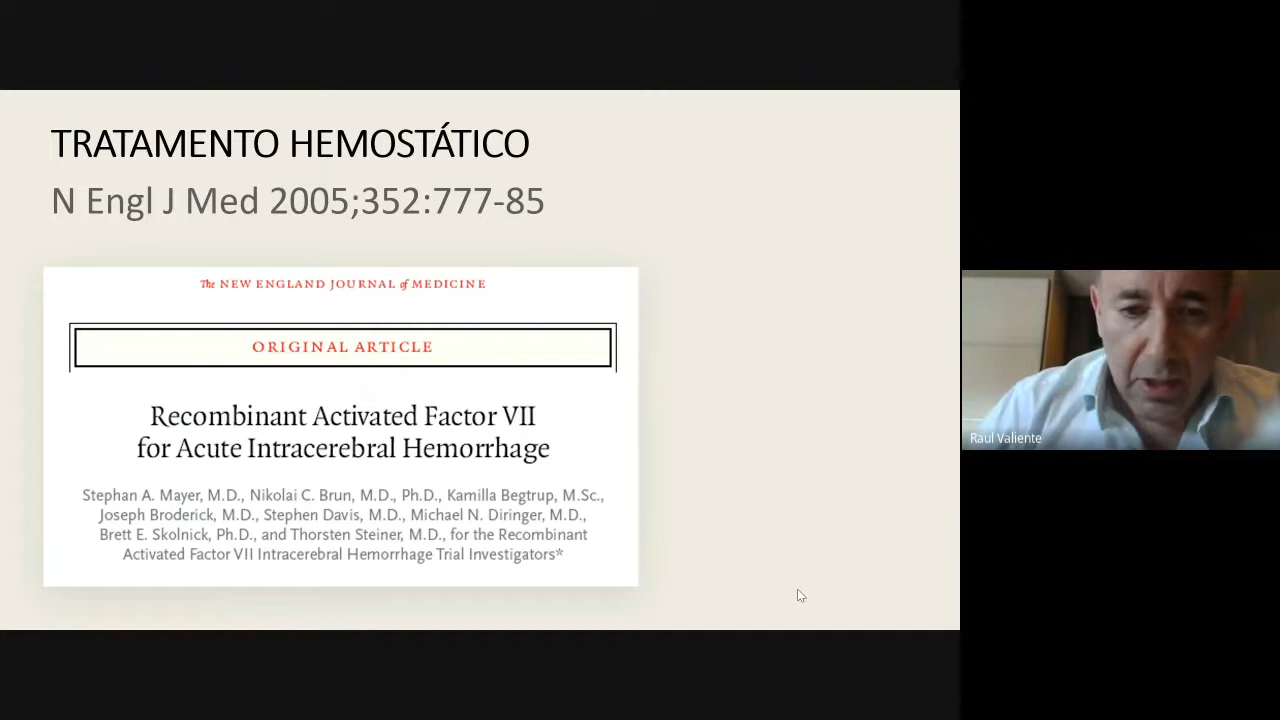 TRATAMENTO HEMOSTÁTICO
N Engl J Med 2005;352:777-85
The NEW ENGLAND JOURNAL of MEDICINE
ORIGINAL ARTICLE
Recombinant Activated Factor VII
for Acute Intracerebral Hemorrhage
Stephan A. Mayer, M.D., Nikolai C. Brun, M.D., Ph.D., Kamilla Begtrup, M.Sc.,
Joseph Broderick, M.D., Stephen Davis, M.D., Michael N. Diringer, M.D.,
Brett E. Skolnick, Ph.D., and Thorsten Steiner, M.D., for the Recombinant
Activated Factor VII Intracerebral Hemorrhage Trial Investigators*
Raul Valiente